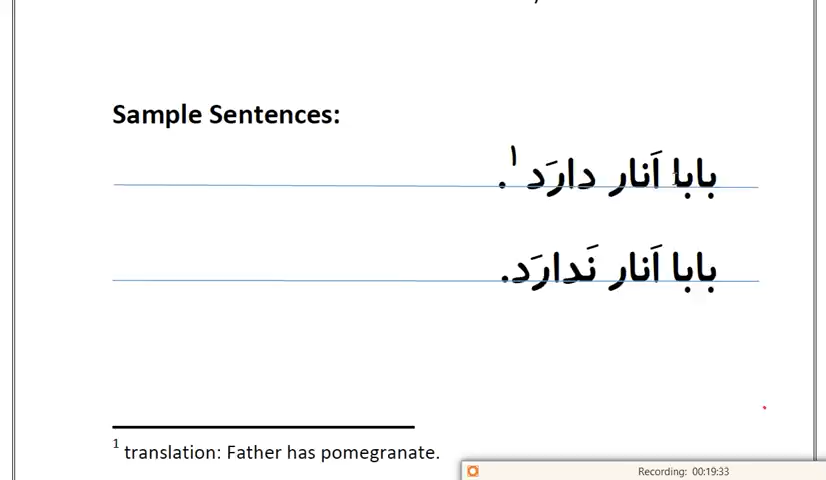 Sample Sentences:
بابا اَنار دارَد ۱.
بابا اَنار نَدارَد.
1 translation: Father has pomegranate.
Recording: 00:19:33